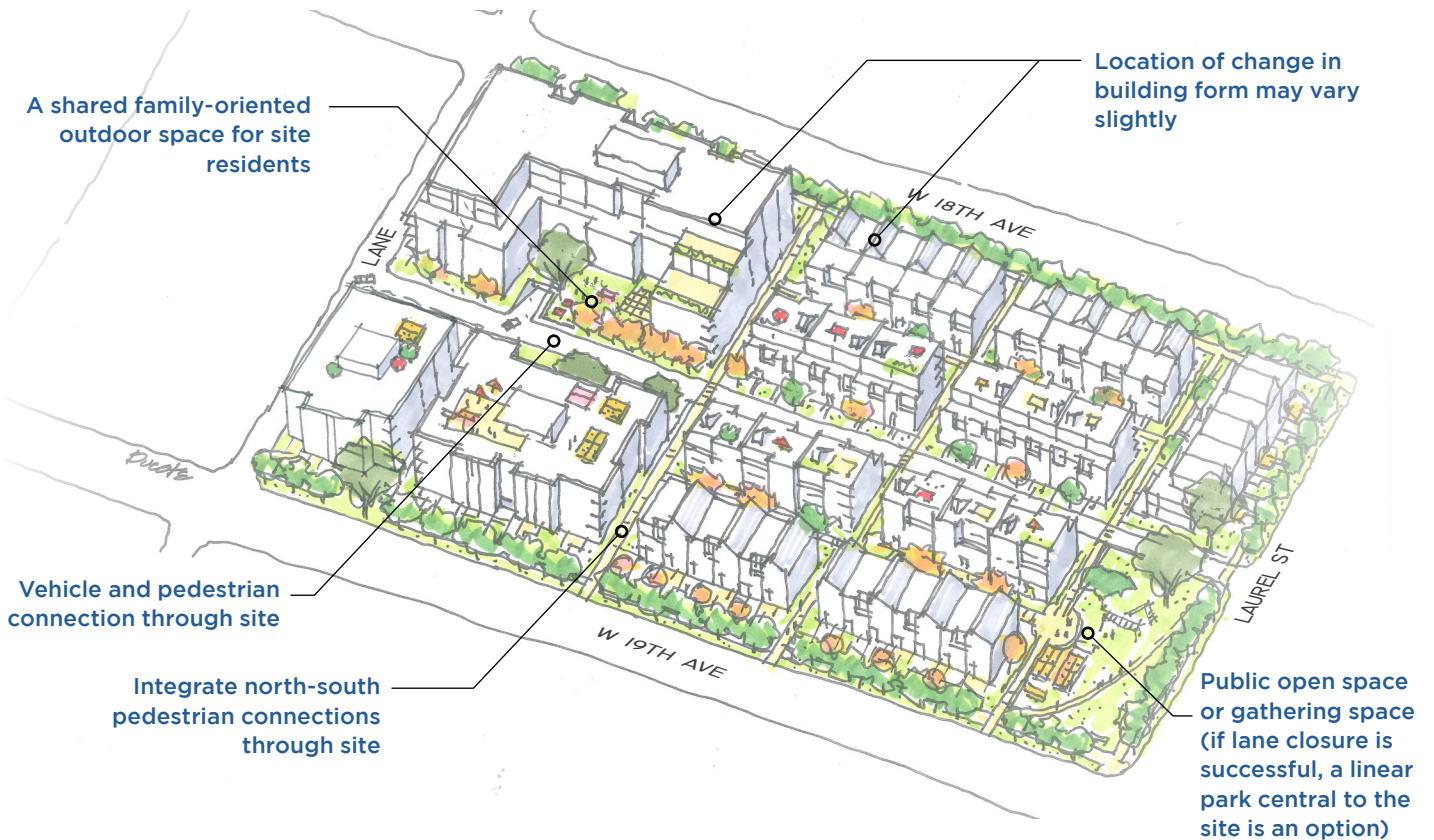 Location of change in
building form may vary
slightly
A shared family-oriented
outdoor space for site
residents
W 18TH AVE
LANE
LAUREL ST
Vehicle and pedestrian
connection through site
W 19TH AVE
Integrate north-south
pedestrian connections
through site
Public open space
or gathering space
(if lane closure is
successful, a linear
park central to the
site is an option)